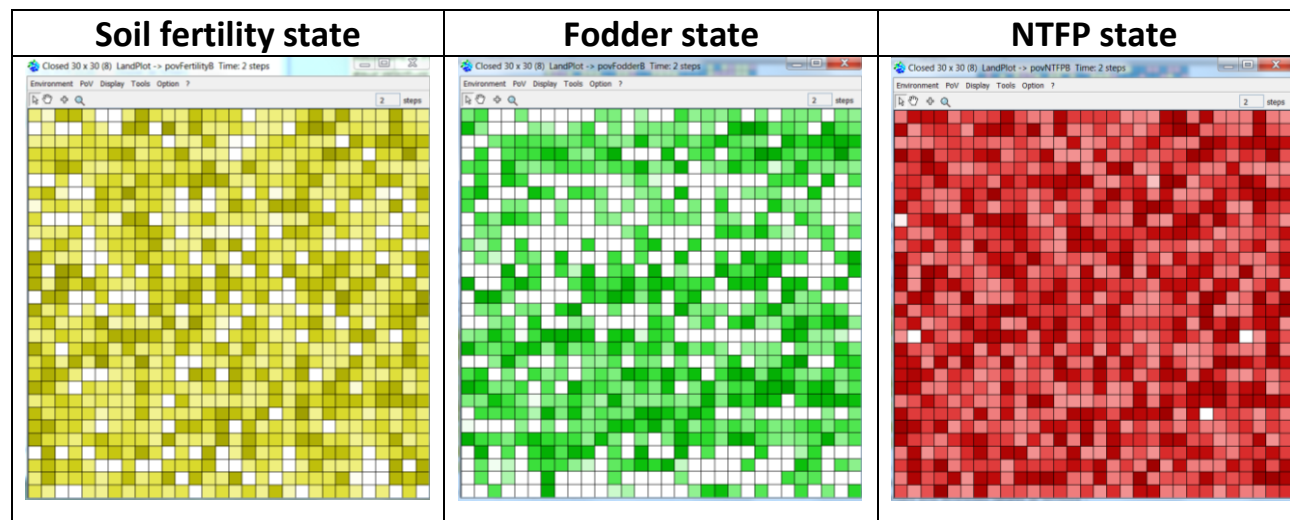 Soil fertility state
Fodder state
NTFP state
Closed 30 x 30 (8) LandPlot -> povFertilityB Time: 2 steps
Environment PoV Display Tools Option ?
2 steps
Closed 30 x 30 (8) LandPlot -> povFodderB Time: 2 steps
Environment PoV Display Tools Option ?
2 steps
Closed 30 x 30 (8) LandPlot -> povNTFPB Time: 2 steps
Environment PoV Display Tools Option ?
2 steps